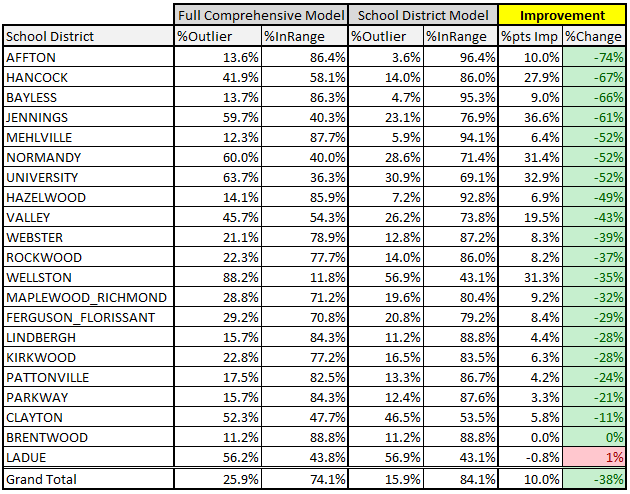 Full Comprehensive Model School District Model Improvement
School District %Outlier %InRange %Outlier %InRange %pts Imp %Change
AFFTON 13.6% 86.4% 3.6% 96.4% 10.0% -74%
HANCOCK 41.9% 58.1% 14.0% 86.0% 27.9% -67%
BAYLESS 13.7% 86.3% 4.7% 95.3% 9.0% -66%
JENNINGS 59.7% 40.3% 23.1% 76.9% 36.6% -61%
MEHLVILLE 12.3% 87.7% 5.9% 94.1% 6.4% -52%
NORMANDY 60.0% 40.0% 28.6% 71.4% 31.4% -52%
UNIVERSITY 63.7% 36.3% 30.9% 69.1% 32.9% -52%
HAZELWOOD 14.1% 85.9% 7.2% 92.8% 6.9% -49%
VALLEY 45.7% 54.3% 26.2% 73.8% 19.5% -43%
WEBSTER 21.1% 78.9% 12.8% 87.2% 8.3% -39%
ROCKWOOD 22.3% 77.7% 14.0% 86.0% 8.2% -37%
WELLSTON 88.2% 11.8% 56.9% 43.1% 31.3% -35%
MAPLEWOOD_RICHMOND 28.8% 71.2% 19.6% 80.4% 9.2% -32%
FERGUSON_FLORISSANT 29.2% 70.8% 20.8% 79.2% 8.4% -29%
LINDBERGH 15.7% 84.3% 11.2% 88.8% 4.4% -28%
KIRKWOOD 22.8% 77.2% 16.5% 83.5% 6.3% -28%
PATTONVILLE 17.5% 82.5% 13.3% 86.7% 4.2% -24%
PARKWAY 15.7% 84.3% 12.4% 87.6% 3.3% -21%
CLAYTON 52.3% 47.7% 46.5% 53.5% 5.8% -11%
BRENTWOOD 11.2% 88.8% 11.2% 88.8% 0.0% 0%
LADUE 56.2% 43.8% 56.9% 43.1% -0.8% 1%
Grand Total 25.9% 74.1% 15.9% 84.1% 10.0% -38%